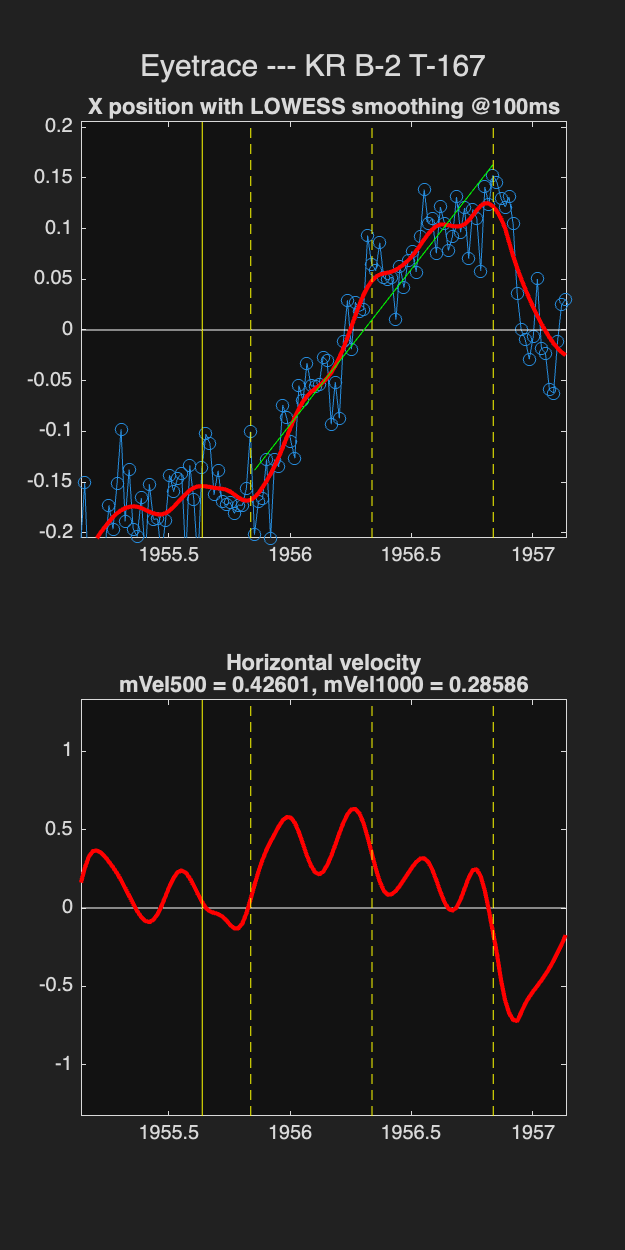 Eyetrace --- KR B-2 T-167
X position with LOWESS smoothing @100ms
0.2
0.15
0.1
0.05
0
-0.05
-0.1
-0.15
-0.2
1955.5 1956 1956.5 1957
Horizontal velocity
mVel500 = 0.42601, mVel1000 = 0.28586
1
0.5
0
-0.5
-1
1955.5 1956 1956.5 1957